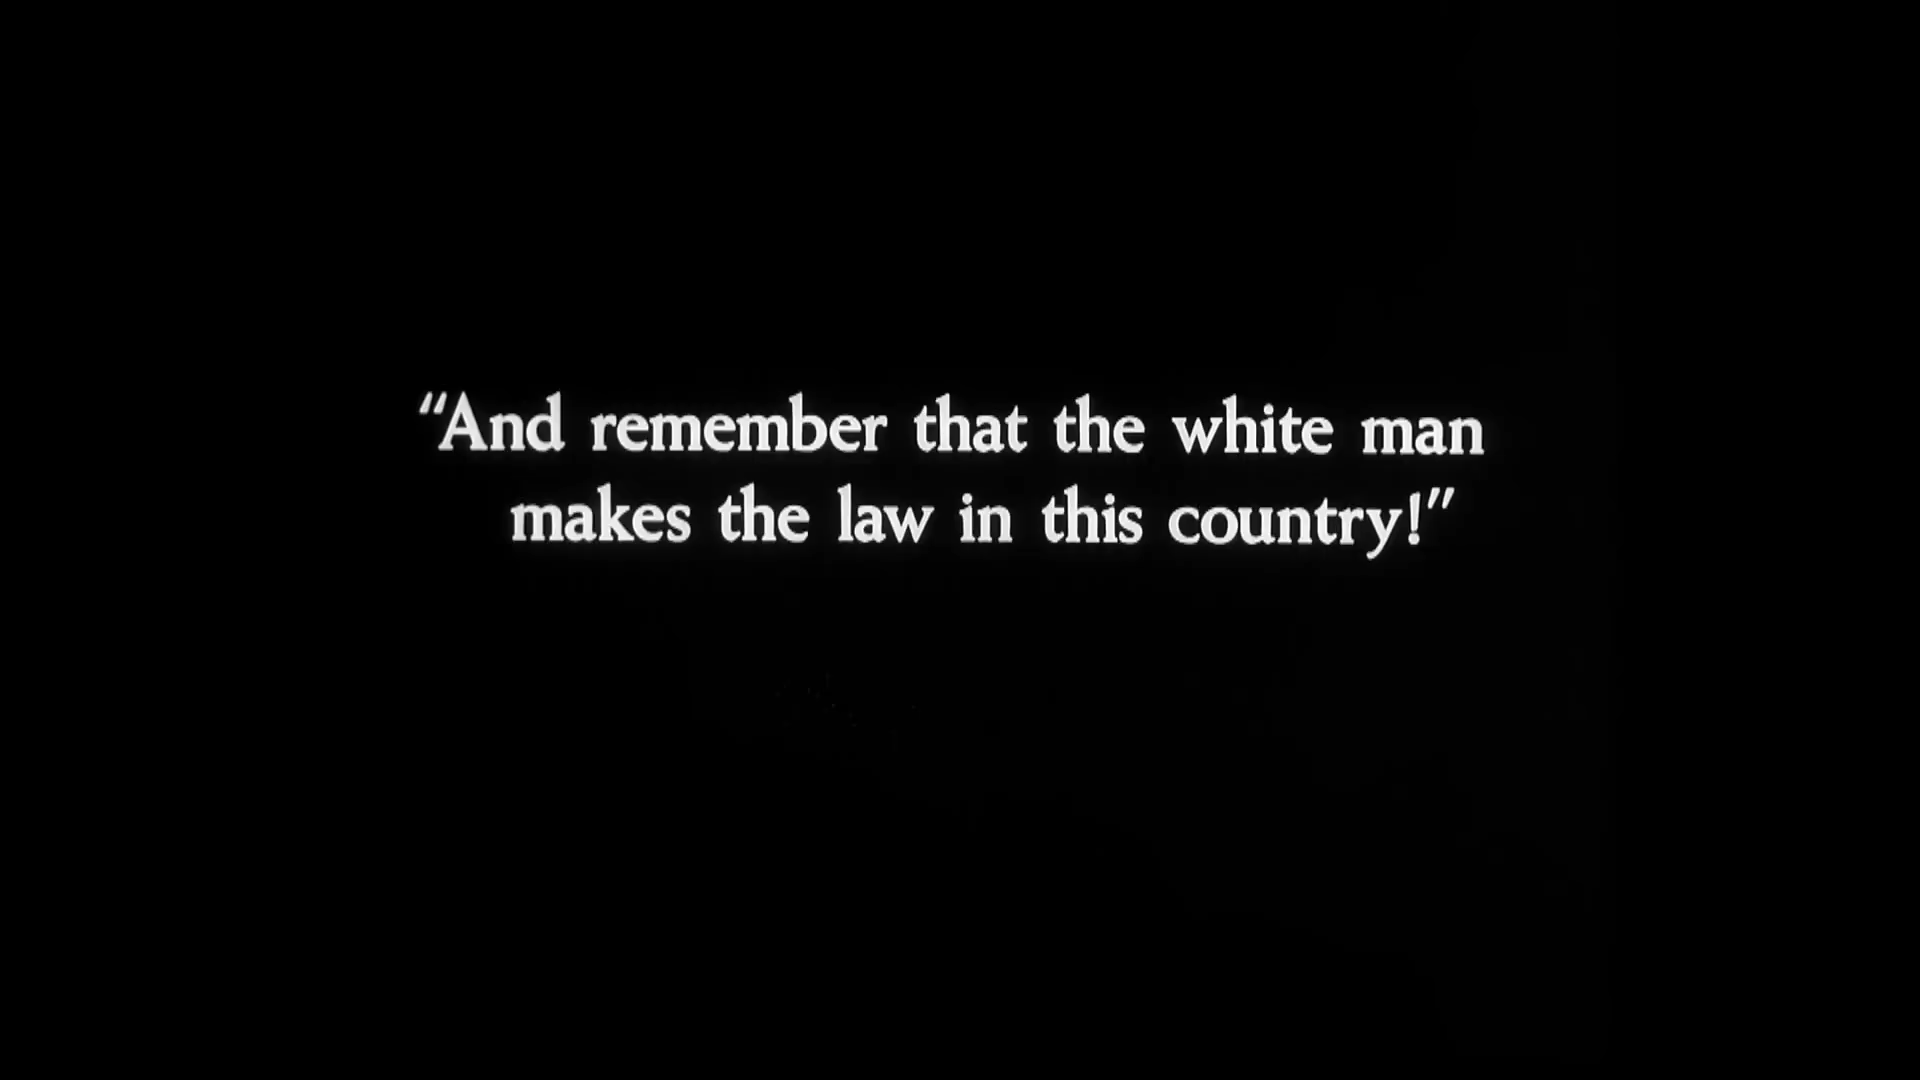 “And remember that the white man
makes the law in this country!”